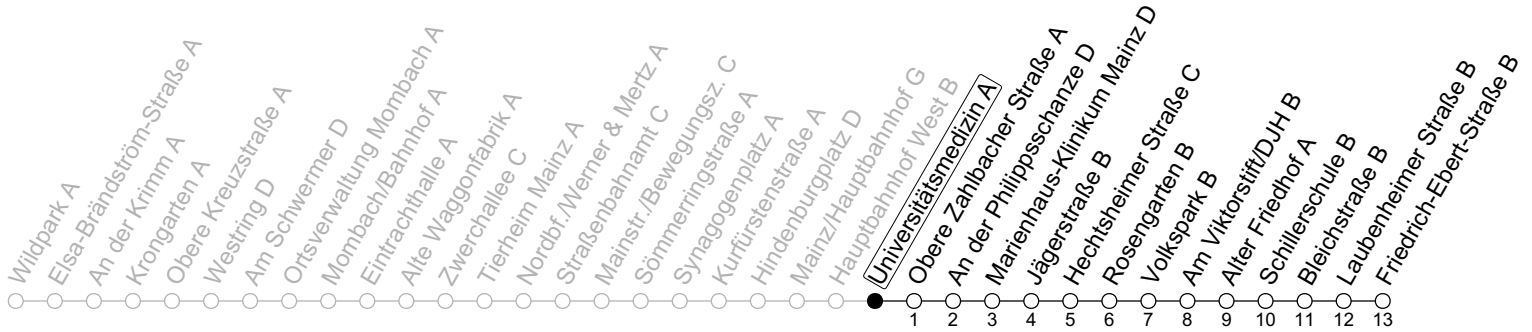 Wildpark A
Elsa-Brändström-Straße A
An der Krimm A
Krongarten A
Obere Kreuzstraße A
Westring D
Am Schwermer D
Ortsverwaltung Mombach A
Mombach/Bahnhof A
Eintrachthalle A
Alte Waggonfabrik A
Zwerchallee C
Tierheim Mainz A
Nordbf./Werner & Mertz A
Straßenbahnamt C
Mainstr./Bewegungsz. C
Sömmerringstraße A
Synagogenplatz A
Kurfürstenstraße A
Hindenburgplatz D
Mainz/Hauptbahnhof G
Hauptbahnhof West B
Universitätsmedizin A
Obere Zahlbacher Straße A
An der Philippsschanze D
Marienhaus-Klinikum Mainz D
Jägerstraße B
Hechtsheimer Straße C
Rosengarten B
Volkspark B
Am Viktorstift/DJH B
Alter Friedhof A
Schillerschule B
Bleichstraße B
Laubenheimer Straße B
Friedrich-Ebert-Straße B
1 2 3 4 5 6 7 8 9 10 11 12 13